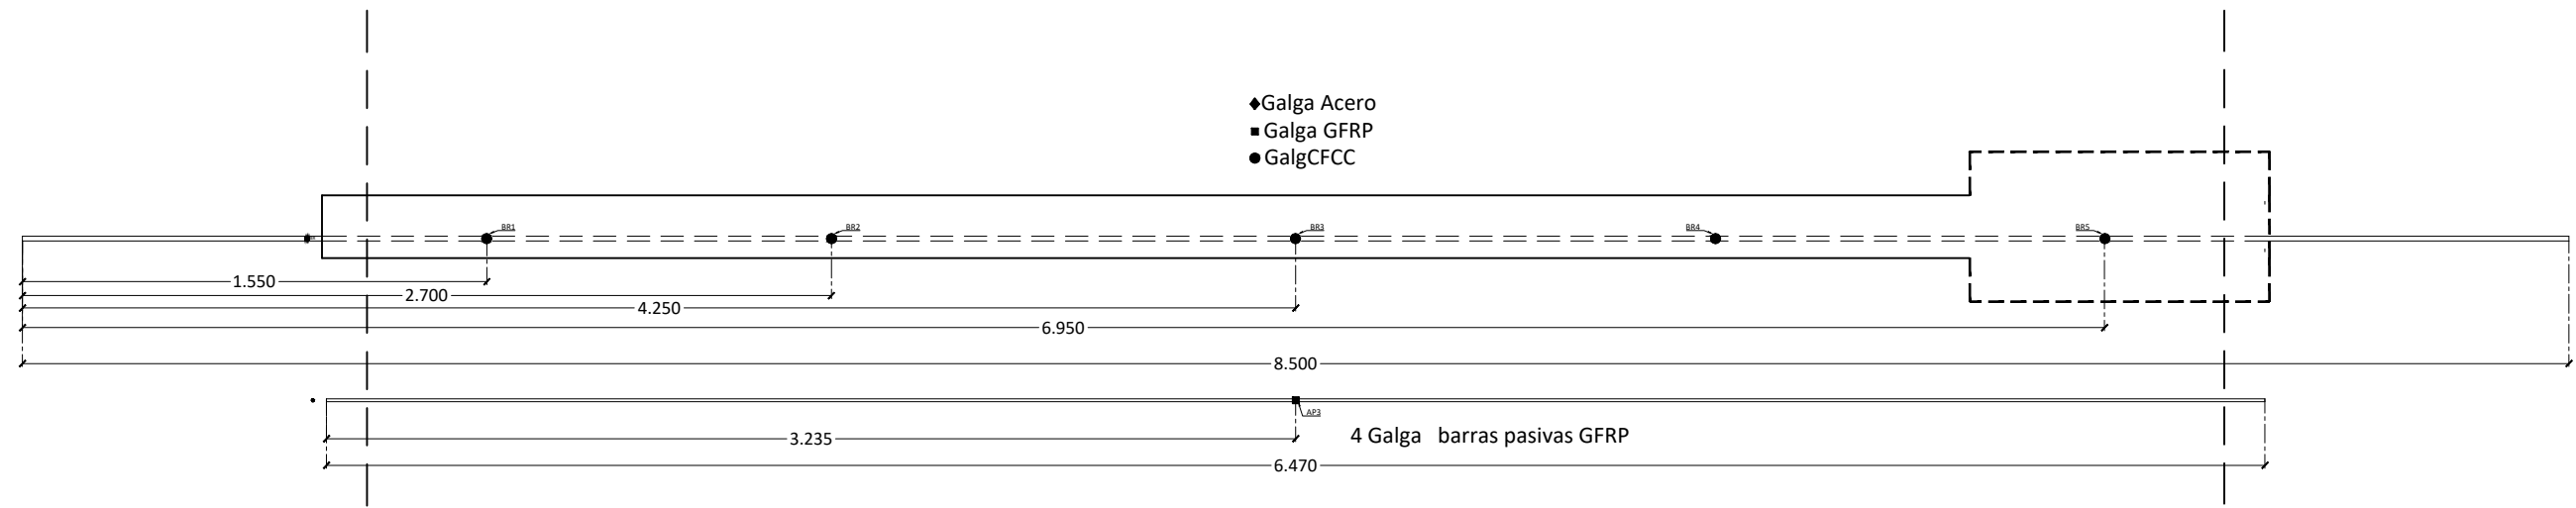 Galga Acero
Galga GFRP
GalgCFCC
BR1
BR2
BR3
BR4
BR5
1.550
2.700
4.250
6.950
8.500
AP3
3.235
4 Galga barras pasivas GFRP
6.470